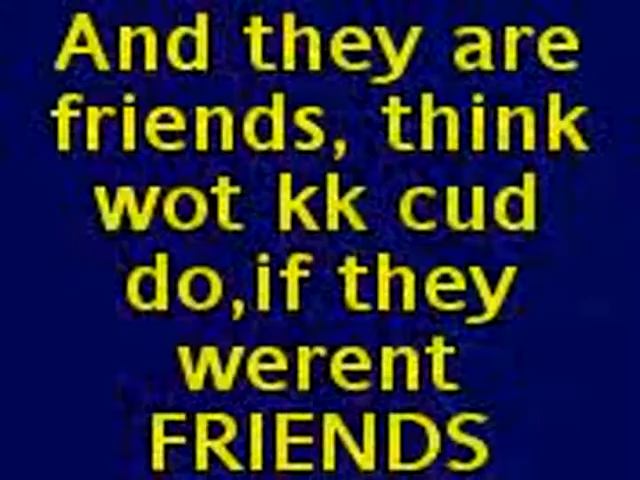 And they are
friends, think
wot kk cud
do,if they
werent
FRIENDS